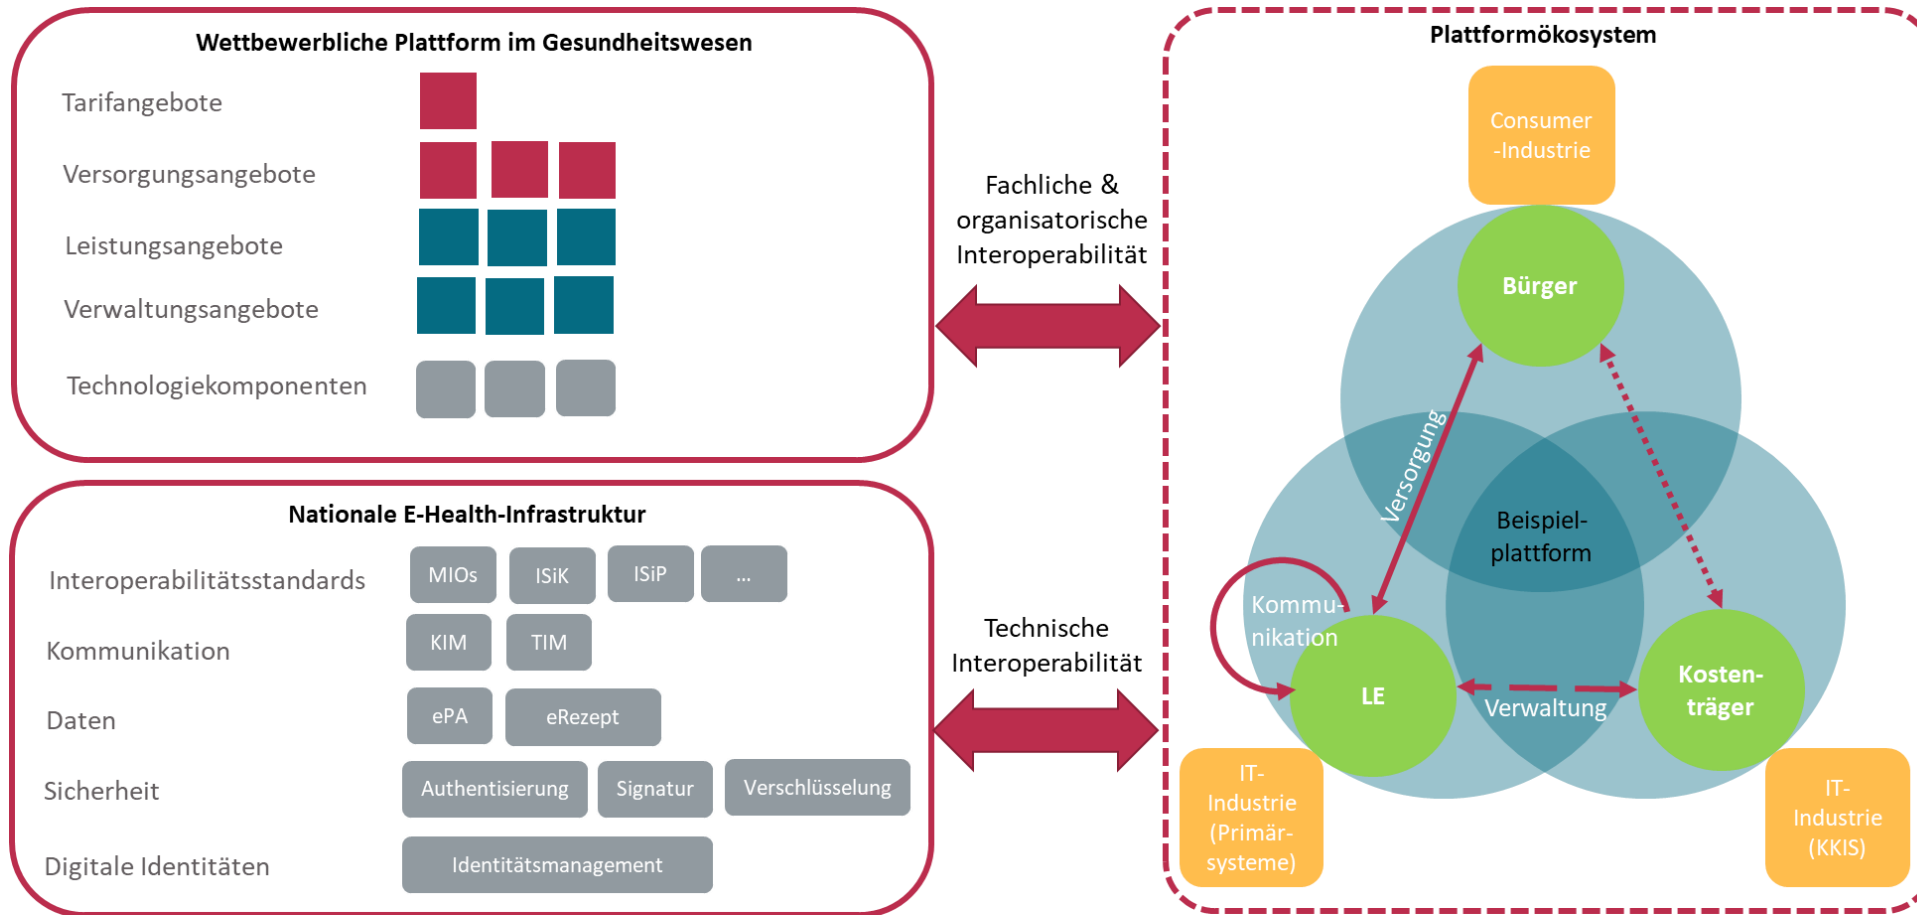 Wettbewerbliche Plattform im Gesundheitswesen
Tarifangebote
Versorgungsangebote
Leistungsangebote
Verwaltungsangebote
Technologiekomponenten
Nationale E-Health-Infrastruktur
Interoperabilitätsstandards
MIOs
ISiK
ISiP
...
Kommunikation
KIM
TIM
Daten
ePA
eRezept
Sicherheit
Authentisierung
Signatur
Verschlüsselung
Digitale Identitäten
Identitätsmanagement
Fachliche &
organisatorische
Interoperabilität
Technische
Interoperabilität
Plattformökosystem
Consumer
-Industrie
Bürger
Versorgung
Beispiel-
plattform
Kommu-
nikation
LE
Verwaltung
Kosten-
träger
IT-
Industrie
(Primär-
systeme)
IT-
Industrie
(KKIS)